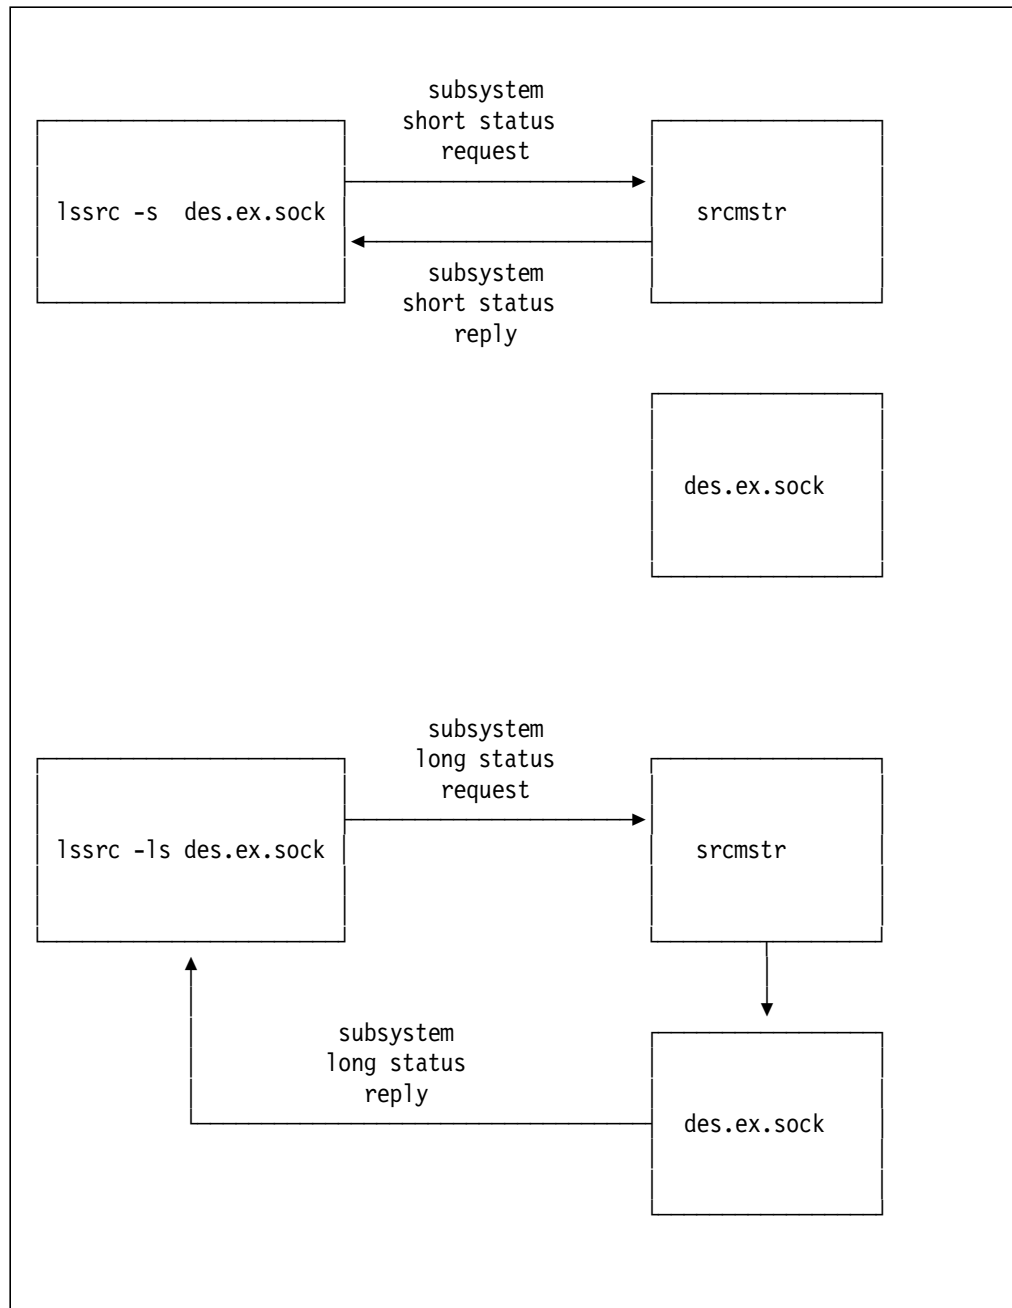 subsystem
short status
request
lssrc -s  des.ex.sock
srcmstr
subsystem
short status
reply
des.ex.sock
subsystem
long status
request
lssrc -ls des.ex.sock
srcmstr
subsystem
long status
reply
des.ex.sock